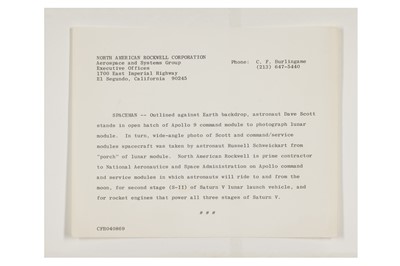 NORTH AMERICAN ROCKWELL CORPORATION
Aerospace and Systems Group
Executive Offices
1700 East Imperial Highway
El Segundo, California 90245
Phone: C. F. Burlingame
(213) 647-5440
SPACEMAN -- Outlined against Earth backdrop, astronaut Dave Scott
stands in open hatch of Apollo 9 command module to photograph lunar
module. In turn, wide-angle photo of Scott and command/service
modules spacecraft was taken by astronaut Russell Schweickart from
"porch" of lunar module. North American Rockwell is prime contractor
to National Aeronautics and Space Administration on Apollo command
and service modules in which astronauts will ride to and from the
moon, for second stage (S-II) of Saturn V lunar launch vehicle, and
for rocket engines that power all three stages of Saturn V.
# # #
CFB040869